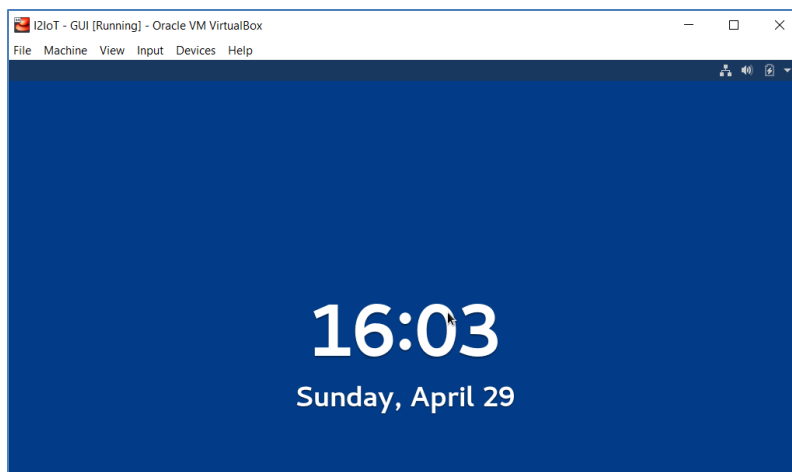 I2IoT - GUI [Running] - Oracle VM VirtualBox
File Machine View Input Devices Help
16:03
Sunday, April 29